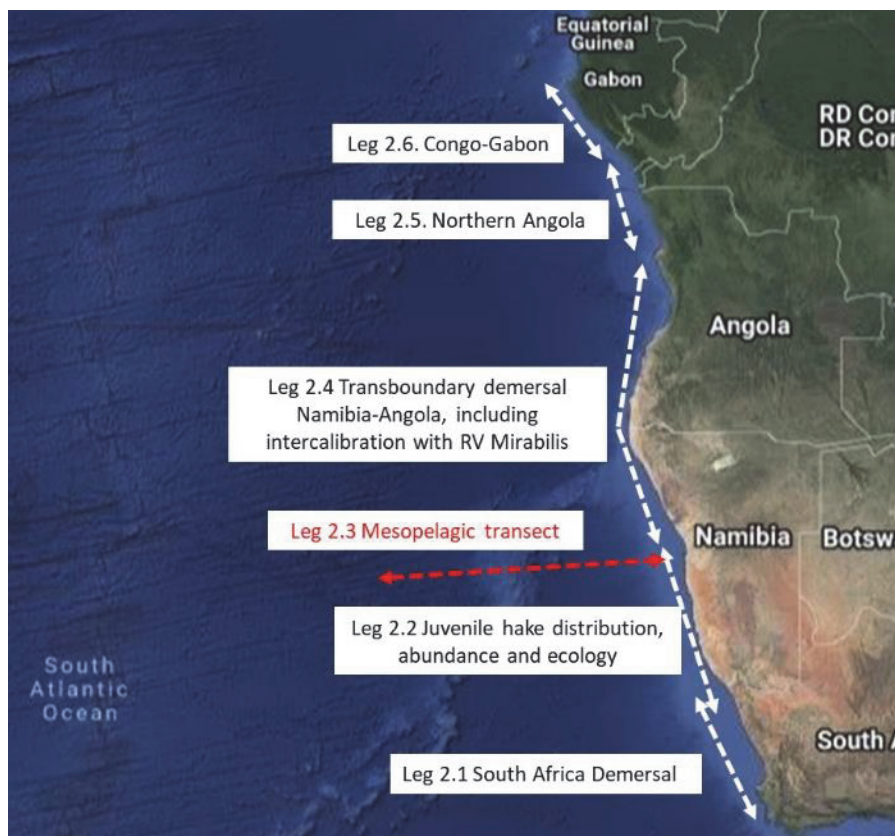 Equatorial
Guinea
Gabon
RD Con
DR Con
Leg 2.6. Congo-Gabon
Leg 2.5. Northern Angola
Angola
Leg 2.4 Transboundary demersal
Namibia-Angola, including
intercalibration with RV Mirabilis
Leg 2.3 Mesopelagic transect
Namibia
Botsw
Leg 2.2 Juvenile hake distribution,
abundance and ecology
South
Atlantic
Ocean
South A
Leg 2.1 South Africa Demersal